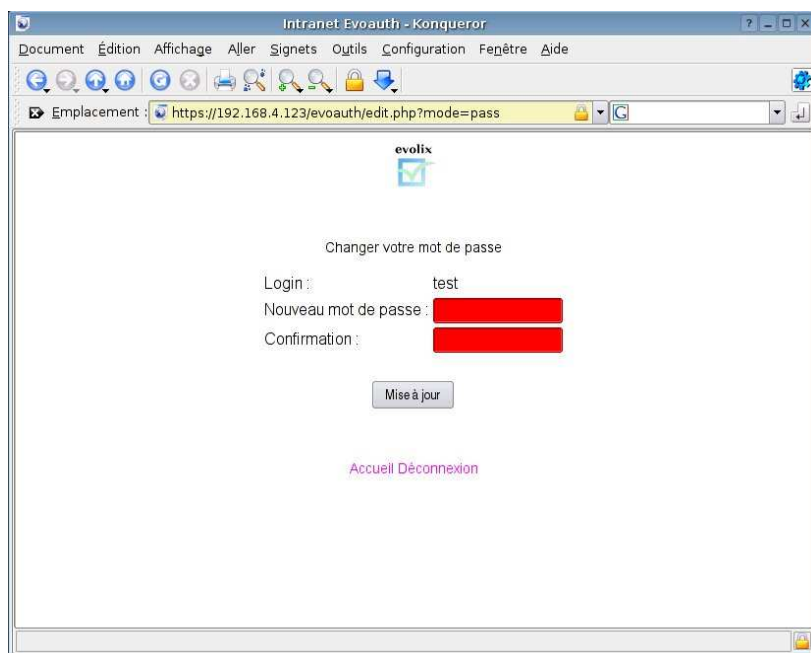 Intranet Evoauth - Konqueror
Document Édition Affichage Aller Signets Outils Configuration Fenêtre Aide
Emplacement : https://192.168.4.123/evoauth/edit.php?mode=pass
evolix
Changer votre mot de passe
Login : test
Nouveau mot de passe :
Confirmation :
Mise à jour
Accueil Déconnexion